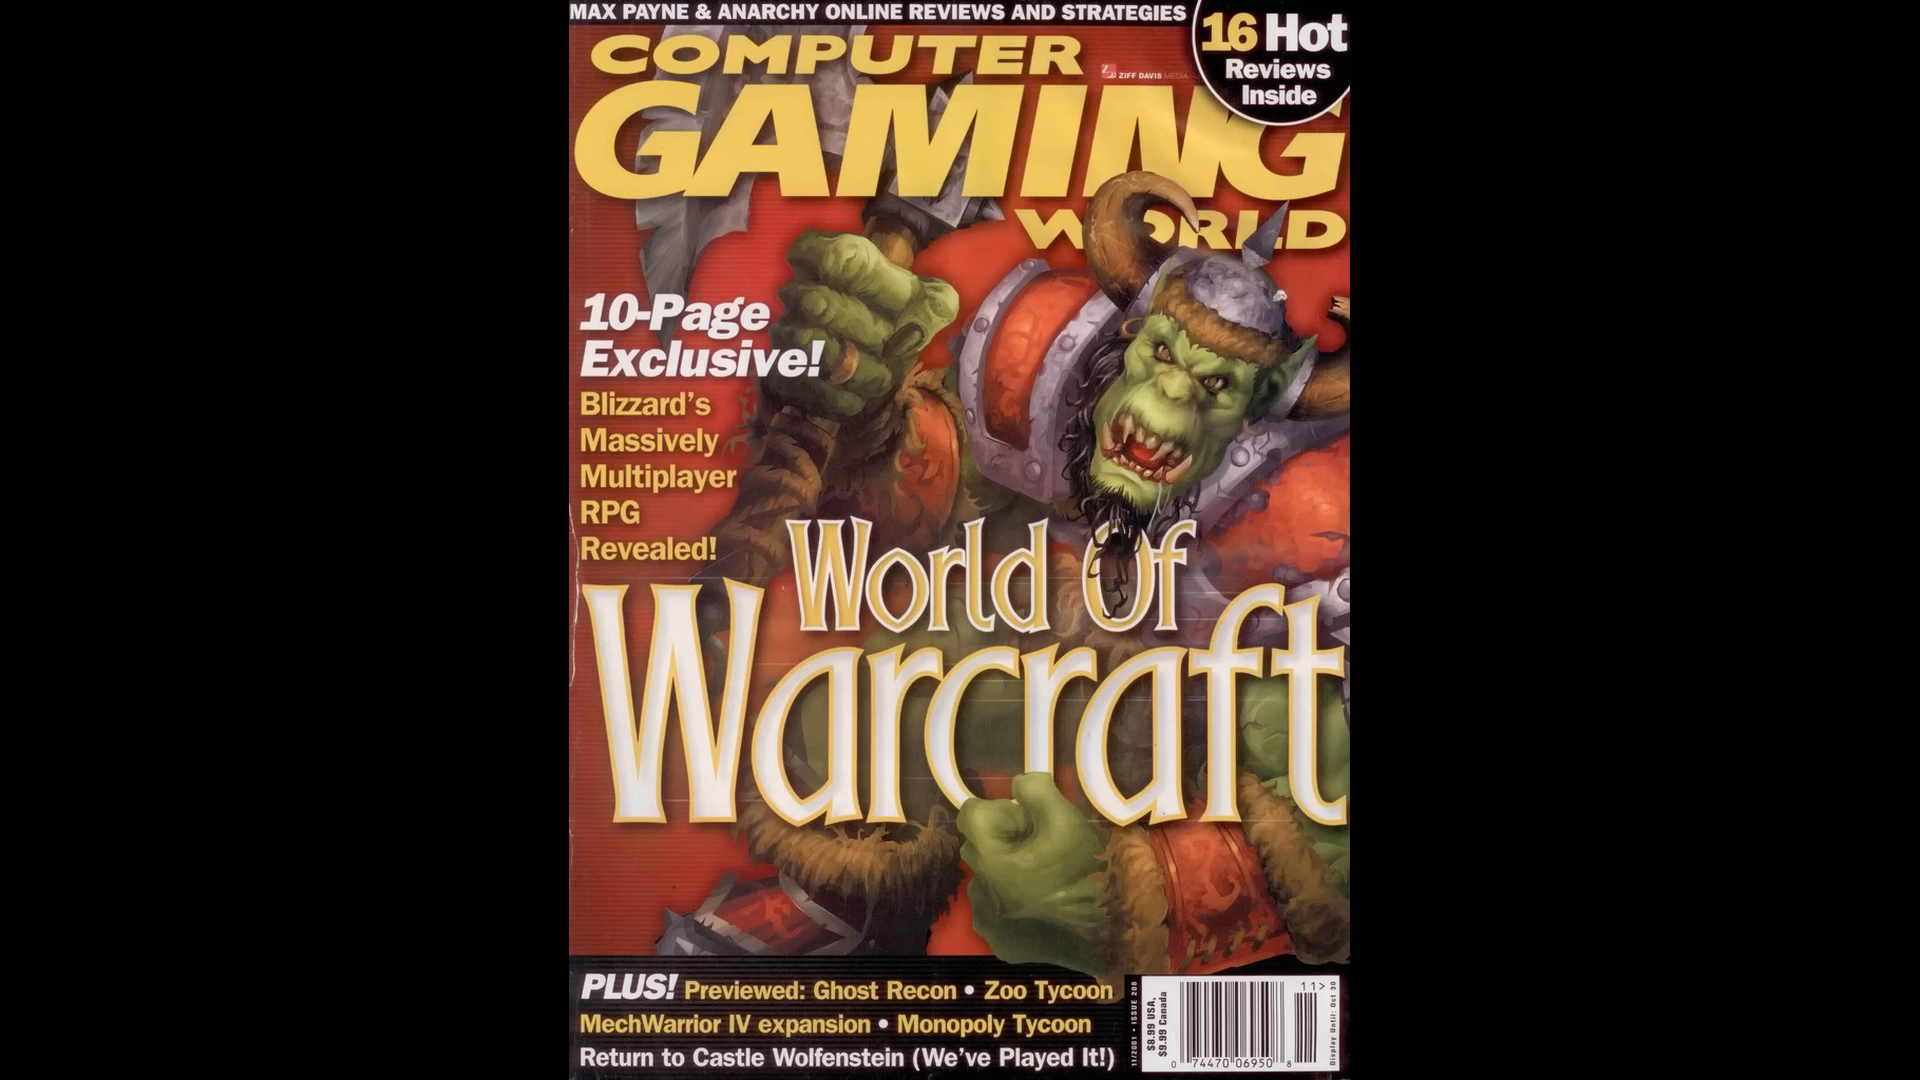 MAX PAYNE & ANARCHY ONLINE REVIEWS AND STRATEGIES
16 Hot
Reviews
Inside
COMPUTER
ZIFF DAVIS MEDIA
GAMING
WORLD
10-Page
Exclusive!
Blizzard's
Massively
Multiplayer
RPG
Revealed!
World Of
Warcraft
PLUS! Previewed: Ghost Recon • Zoo Tycoon
MechWarrior IV expansion • Monopoly Tycoon
Return to Castle Wolfenstein (We've Played It!)
11/2001 • ISSUE 208
$8.99 USA,
$9.99 Canada
11>
0 74470 06950 8
Display Until: Oct 30